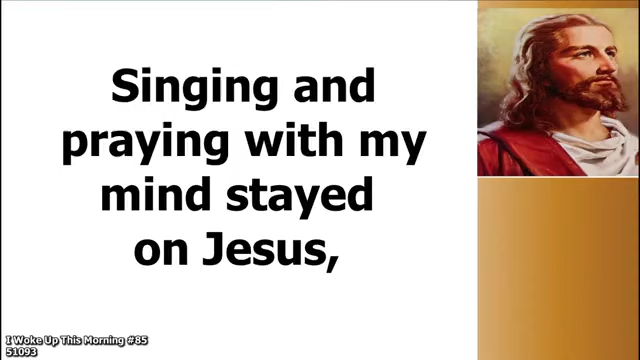 Singing and
praying with my
mind stayed
on Jesus,
I Woke Up This Morning #85
51093